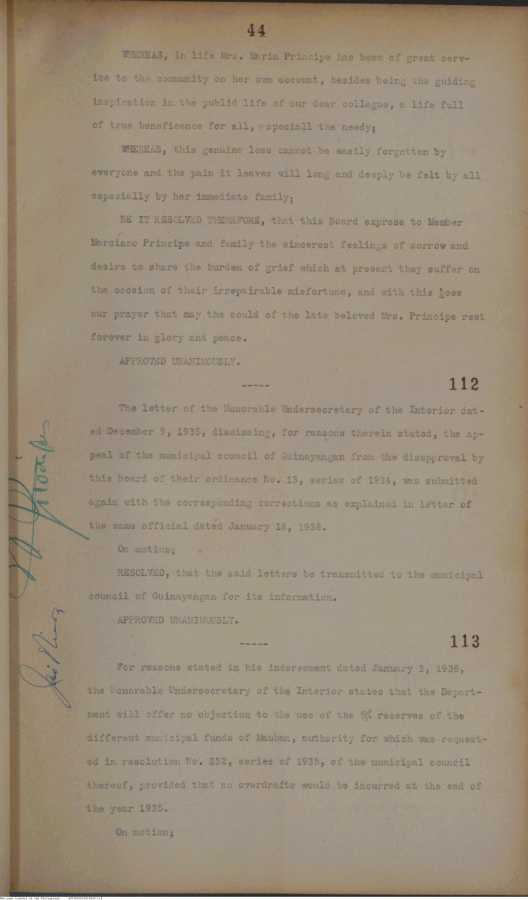 44
WHEREAS, in life Mrs. Maria Principe has been of great serv-
ice to the community on her own account, besides being the guiding
inspiration in the public life of our dear collegue, a life full
of true beneficence for all, especiall the needy;
WHEREAS, this genuine loss cannot be easily forgotten by
everyone and the pain it leaves will long and deeply be felt by all
especially by her immediate family;
BE IT RESOLVED THEREFORE, that this Board express to Member
Marciano Principe and family the sincerest feelings of sorrow and
desire to share the burden of grief which at present they suffer on
the occasion of their irrepairable misfortune, and with this loss
our prayer that may the sould of the late beloved Mrs. Principe rest
forever in glory and peace.
APPROVED UNANIMOUSLY.
-----
112
The letter of the Honorable Undersecretary of the Interior dat-
ed December 9, 1935, dismissing, for reasons therein stated, the ap-
peal of the municipal council of Guinayangan from the disapproval by
this board of their ordinance No. 13, series of 1934, was submitted
again with the corresponding corrections as explained in letter of
the same official dated January 18, 1936.
On motion;
RESOLVED, that the said letters be transmitted to the municipal
council of Guinayangan for its information.
APPROVED UNANIMOUSLY.
-----
113
For reasons stated in his indorsement dated January 3, 1936,
the Honorable Undersecretary of the Interior states that the Depart-
ment will offer no objection to the use of the 5% reserves of the
different municipal funds of Mauban, authority for which was request-
ed in resolution No. 232, series of 1935, of the municipal council
thereof, provided that no overdrafts would be incurred at the end of
the year 1935.
On motion;